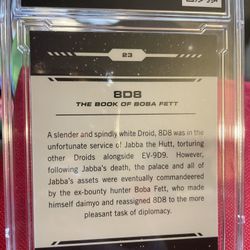 23
8D8
THE BOOK OF BOBA FETT
A slender and spindly white Droid, 8D8 was in the
unfortunate service of Jabba the Hutt, torturing
other Droids alongside EV-9D9. However,
following Jabba's death, the palace and all of
Jabba's assets were eventually commandeered
by the ex-bounty hunter Boba Fett, who made
himself daimyo and reassigned 8D8 to the more
pleasant task of diplomacy.